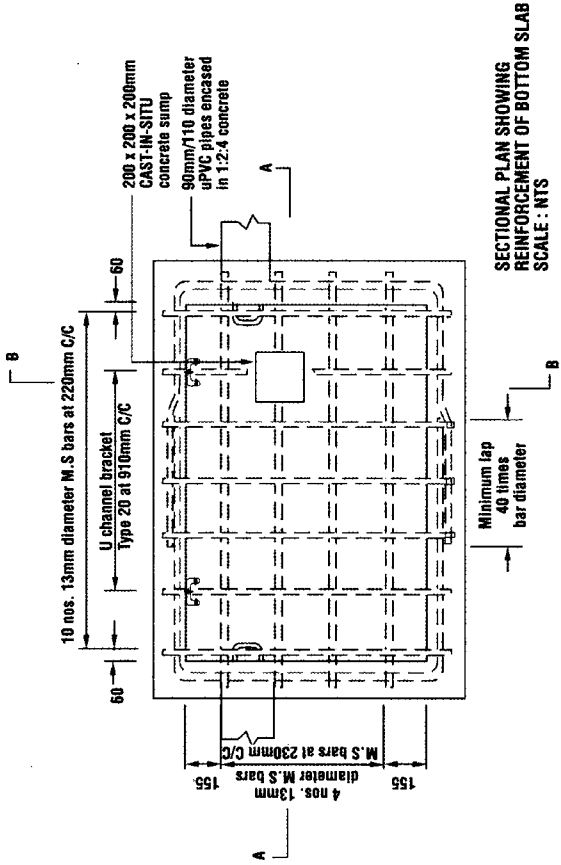 B
10 nos. 13mm diameter M.S bars at 220mm C/C
60
U channel bracket
Type 20 at 910mm C/C
60
200 x 200 x 200mm
CAST-IN-SITU
concrete sump
90mm/110 diameter
uPVC pipes encased
in 1:2:4 concrete
A
155
4 nos. 13mm
diameter M.S bars
M.S bars at 230mm C/C
155
A
Minimum lap
40 times
bar diameter
B
SECTIONAL PLAN SHOWING
REINFORCEMENT OF BOTTOM SLAB
SCALE : NTS